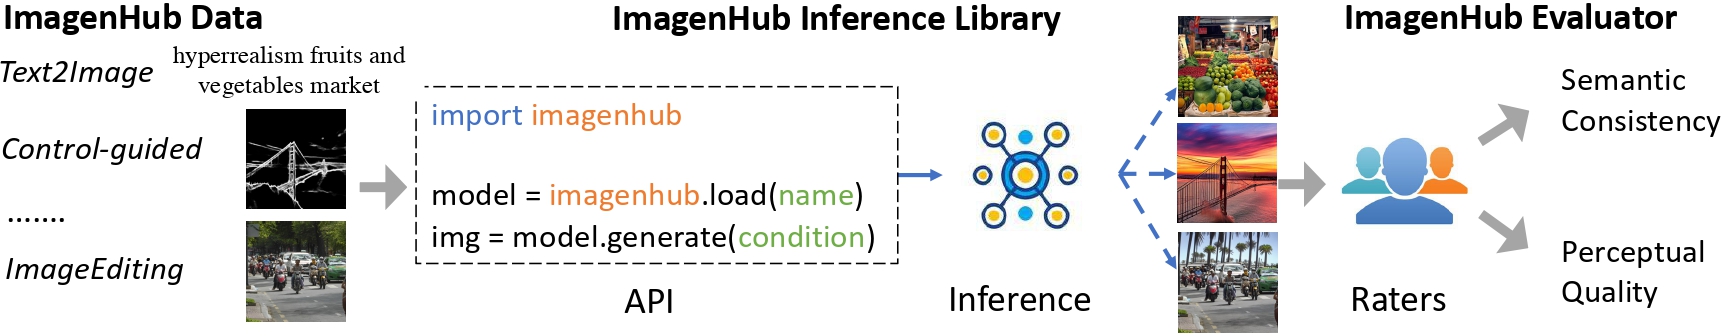 ImagenHub Data
ImagenHub Inference Library
ImagenHub Evaluator
Text2Image
hyperrealism fruits and
vegetables market
Control-guided
.......
ImageEditing
import imagenhub
model = imagenhub.load(name)
img = model.generate(condition)
API
Inference
Raters
Semantic
Consistency
Perceptual
Quality